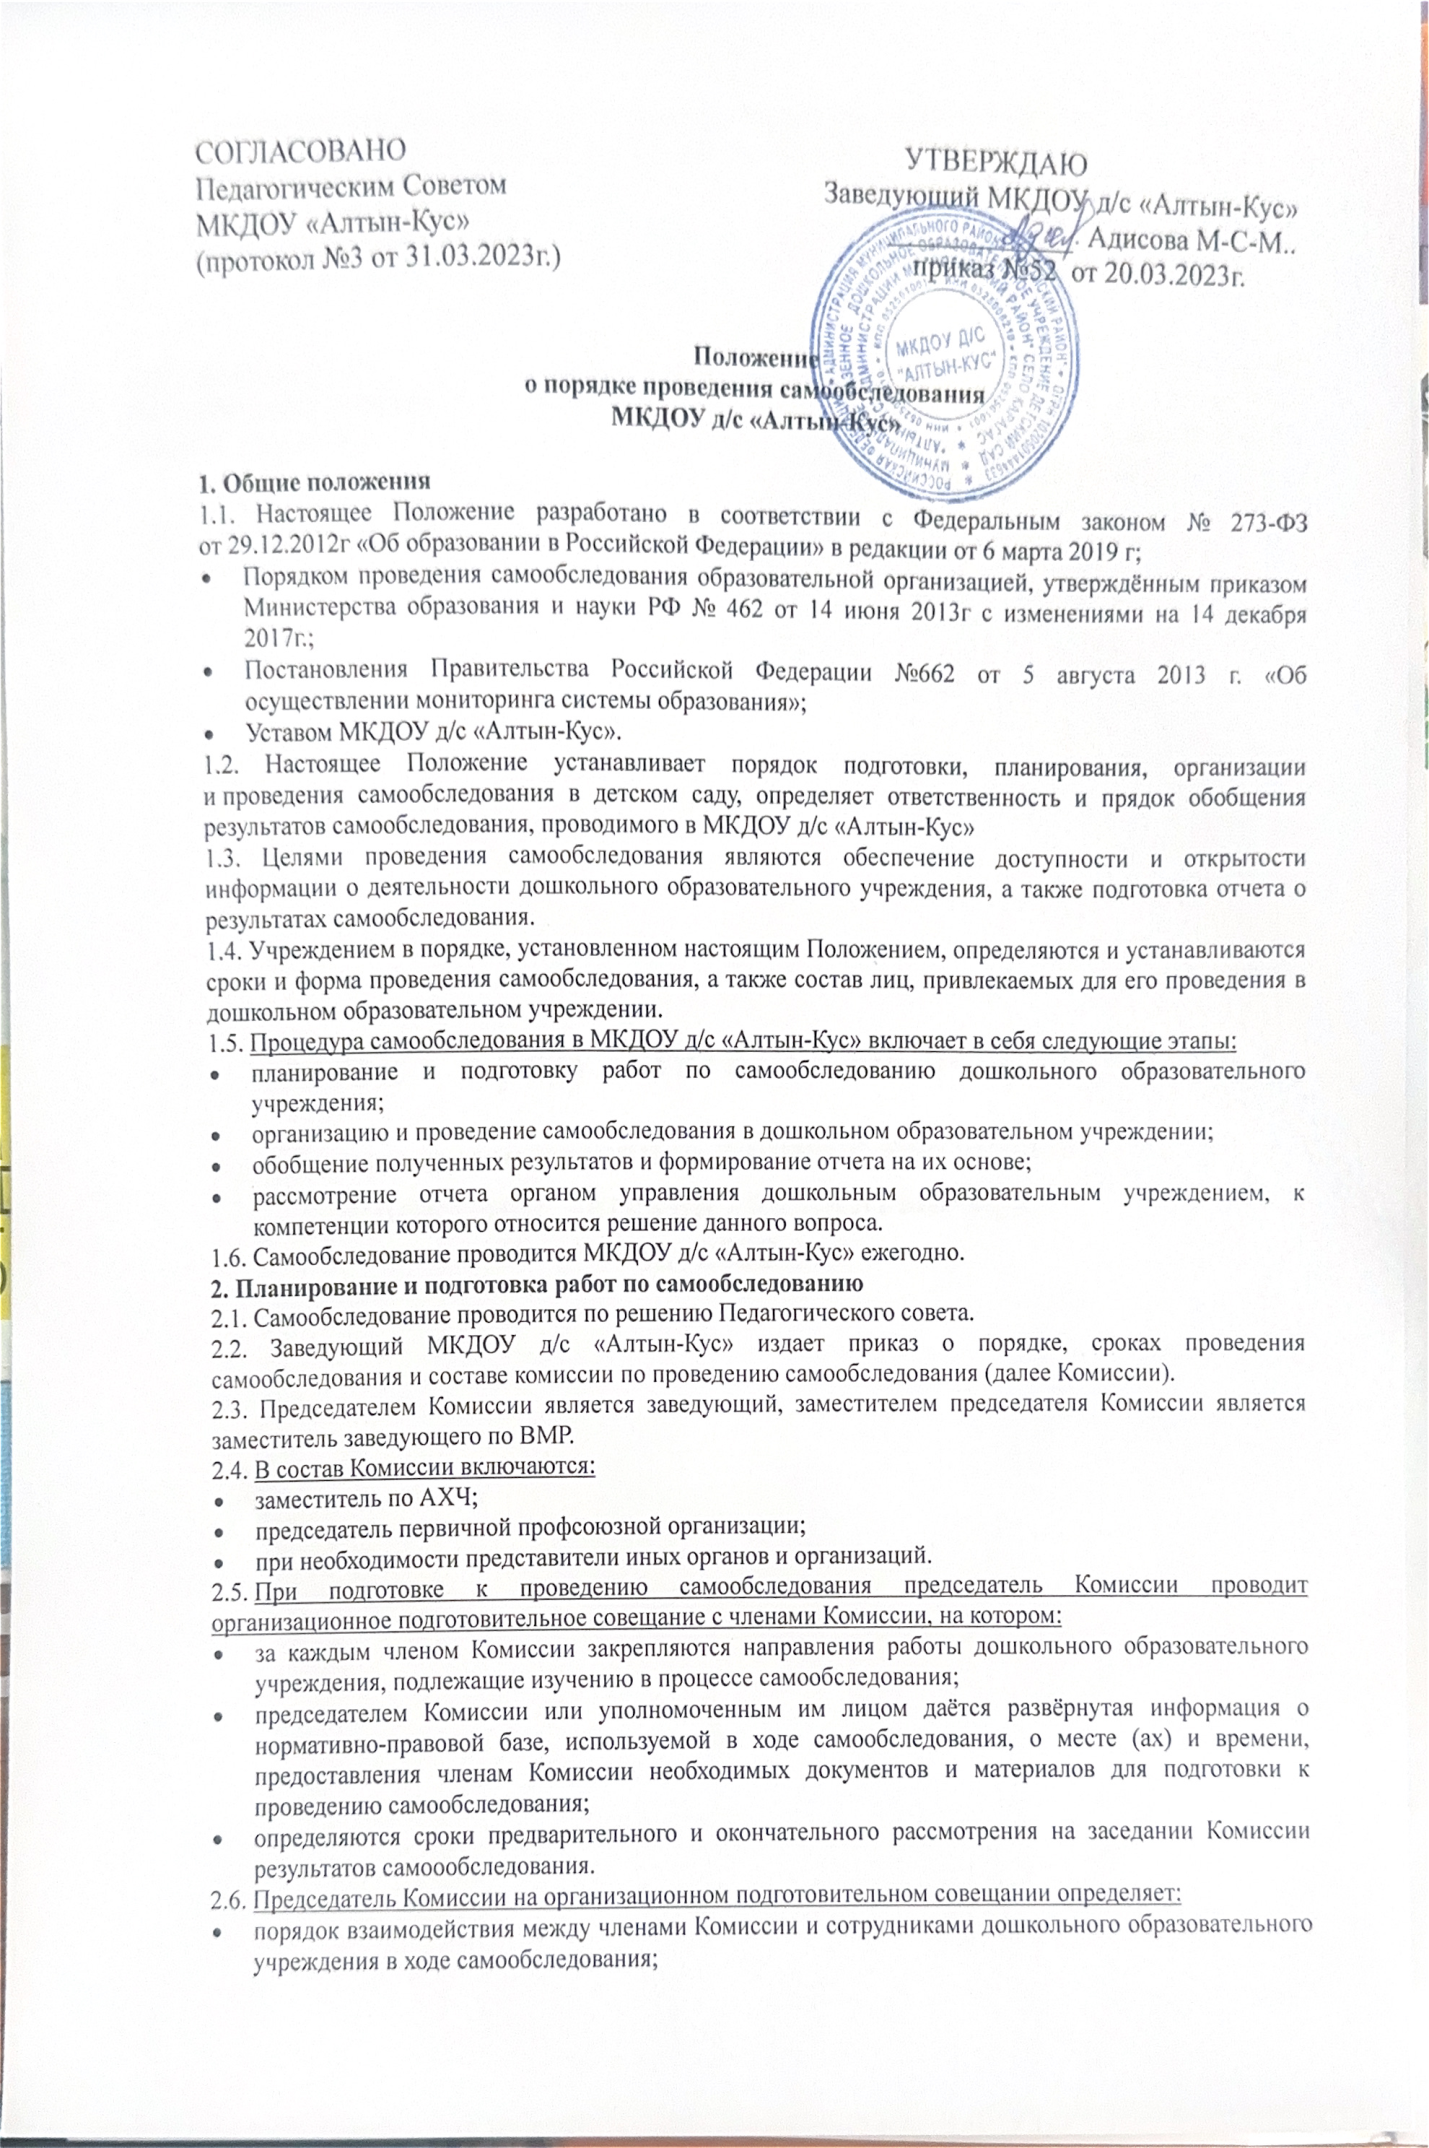 СОГЛАСОВАНО
Педагогическим Советом
МКДОУ «Алтын-Кус»
(протокол №3 от 31.03.2023г.)
УТВЕРЖДАЮ
Заведующий МКДОУ д/с «Алтын-Кус»
Адисова М-С-М..
приказ №52 от 20.03.2023г.
МКДОУ Д/С
"АЛТЫН-КУС"
Положение
о порядке проведения самообследования
МКДОУ д/с «Алтын-Кус»
1. Общие положения
1.1. Настоящее Положение разработано в соответствии с Федеральным законом № 273-ФЗ
от 29.12.2012г «Об образовании в Российской Федерации» в редакции от 6 марта 2019 г;
• Порядком проведения самообследования образовательной организацией, утверждённым приказом
Министерства образования и науки РФ № 462 от 14 июня 2013г с изменениями на 14 декабря
2017г.;
• Постановления Правительства Российской Федерации №662 от 5 августа 2013 г. «Об
осуществлении мониторинга системы образования»;
• Уставом МКДОУ д/с «Алтын-Кус».
1.2. Настоящее Положение устанавливает порядок подготовки, планирования, организации
и проведения самообследования в детском саду, определяет ответственность и прядок обобщения
результатов самообследования, проводимого в МКДОУ д/с «Алтын-Кус»
1.3. Целями проведения самообследования являются обеспечение доступности и открытости
информации о деятельности дошкольного образовательного учреждения, а также подготовка отчета о
результатах самообследования.
1.4. Учреждением в порядке, установленном настоящим Положением, определяются и устанавливаются
сроки и форма проведения самообследования, а также состав лиц, привлекаемых для его проведения в
дошкольном образовательном учреждении.
1.5. Процедура самообследования в МКДОУ д/с «Алтын-Кус» включает в себя следующие этапы:
• планирование и подготовку работ по самообследованию дошкольного образовательного
учреждения;
• организацию и проведение самообследования в дошкольном образовательном учреждении;
• обобщение полученных результатов и формирование отчета на их основе;
• рассмотрение отчета органом управления дошкольным образовательным учреждением, к
компетенции которого относится решение данного вопроса.
1.6. Самообследование проводится МКДОУ д/с «Алтын-Кус» ежегодно.
2. Планирование и подготовка работ по самообследованию
2.1. Самообследование проводится по решению Педагогического совета.
2.2. Заведующий МКДОУ д/с «Алтын-Кус» издает приказ о порядке, сроках проведения
самообследования и составе комиссии по проведению самообследования (далее Комиссии).
2.3. Председателем Комиссии является заведующий, заместителем председателя Комиссии является
заместитель заведующего по ВМР.
2.4. В состав Комиссии включаются:
• заместитель по АХЧ;
• председатель первичной профсоюзной организации;
• при необходимости представители иных органов и организаций.
2.5. При подготовке к проведению самообследования председатель Комиссии проводит
организационное подготовительное совещание с членами Комиссии, на котором:
• за каждым членом Комиссии закрепляются направления работы дошкольного образовательного
учреждения, подлежащие изучению в процессе самообследования;
• председателем Комиссии или уполномоченным им лицом даётся развёрнутая информация о
нормативно-правовой базе, используемой в ходе самообследования, о месте (ах) и времени,
предоставления членам Комиссии необходимых документов и материалов для подготовки к
проведению самообследования;
• определяются сроки предварительного и окончательного рассмотрения на заседании Комиссии
результатов самоообследования.
2.6. Председатель Комиссии на организационном подготовительном совещании определяет:
• порядок взаимодействия между членами Комиссии и сотрудниками дошкольного образовательного
учреждения в ходе самообследования;